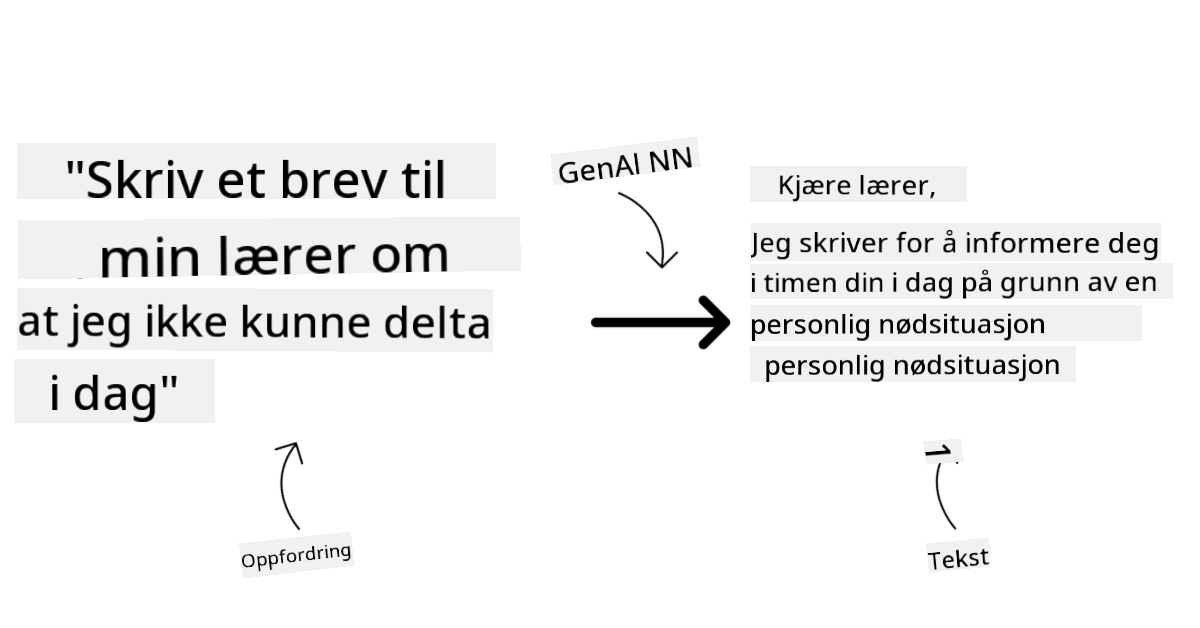 "Skriv et brev til
min lærer om
at jeg ikke kunne delta
i dag"
Oppfordring
GenAI NN
Kjære lærer,
Jeg skriver for å informere deg
i timen din i dag på grunn av en
personlig nødsituasjon
personlig nødsituasjon
Tekst